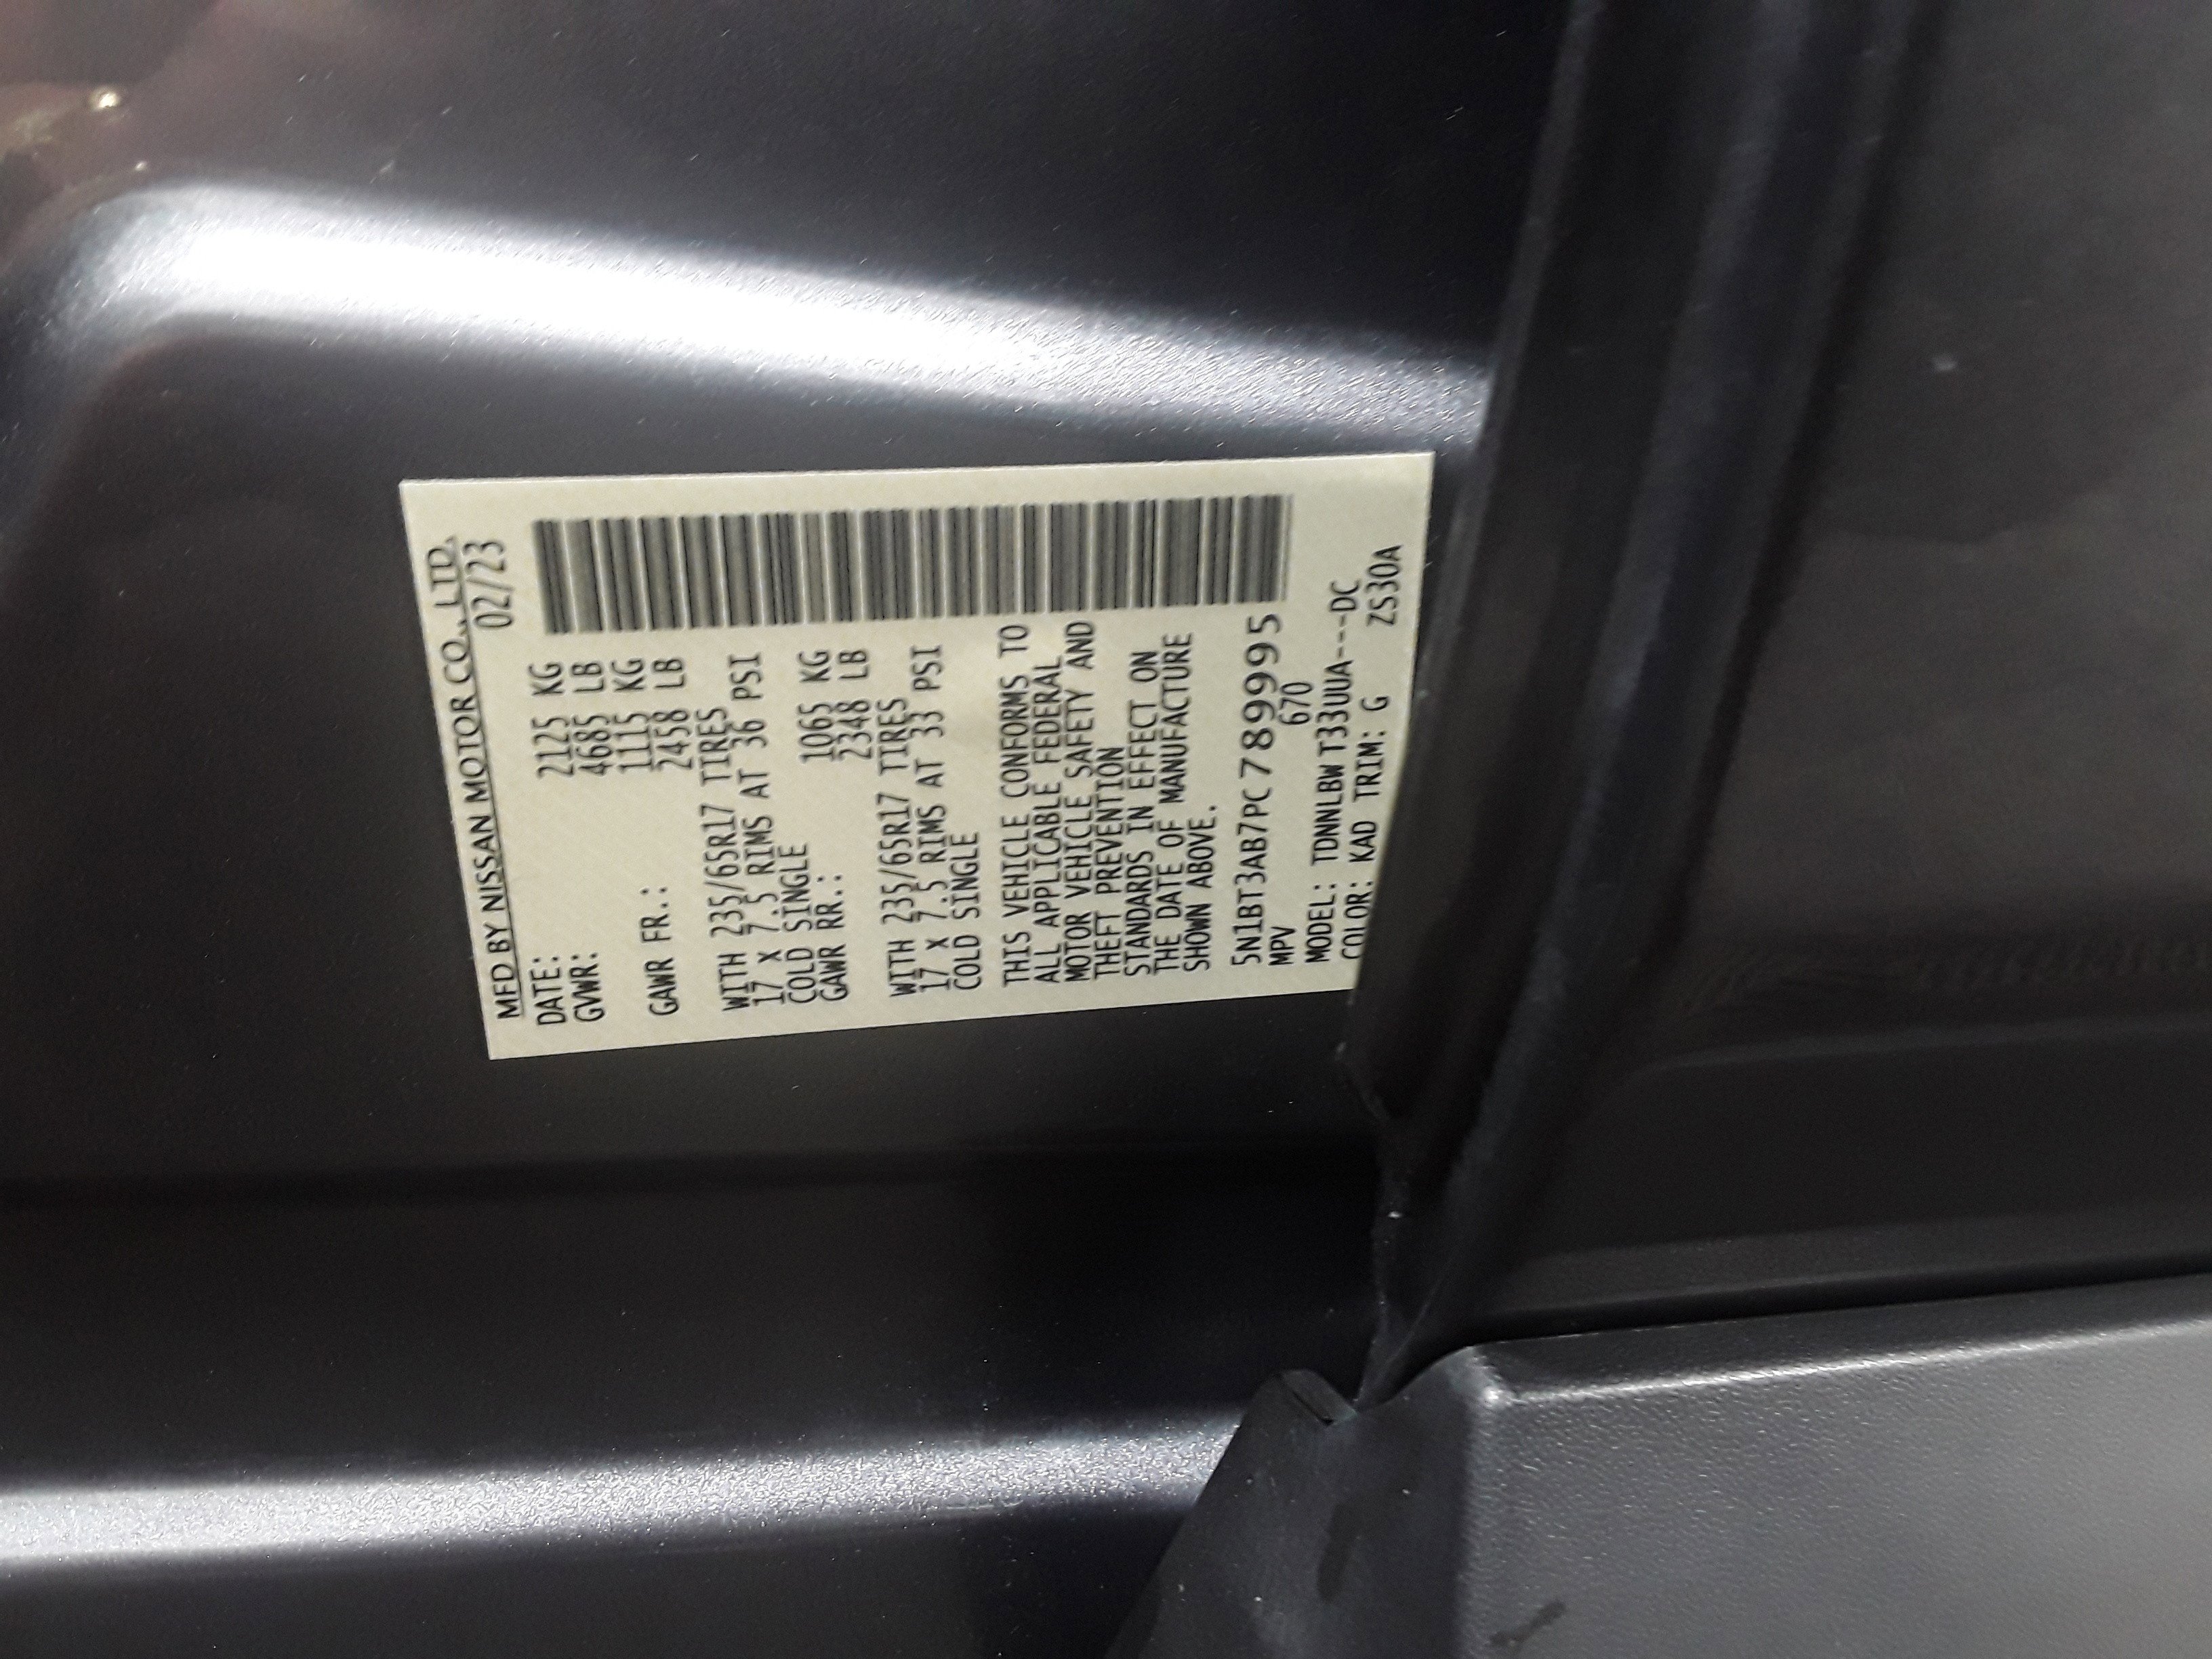 MFD BY NISSAN MOTOR CO., LTD.
DATE: 02/23
GVWR: 2125 KG
4685 LB
GAWR FR.: 1115 KG
2458 LB
WITH 235/65R17 TIRES
17 X 7.5 RIMS AT 36 PSI
COLD SINGLE
GAWR RR.: 1065 KG
2348 LB
WITH 235/65R17 TIRES
17 X 7.5 RIMS AT 33 PSI
COLD SINGLE
THIS VEHICLE CONFORMS TO
ALL APPLICABLE FEDERAL
MOTOR VEHICLE SAFETY AND
THEFT PREVENTION
STANDARDS IN EFFECT ON
THE DATE OF MANUFACTURE
SHOWN ABOVE.
5N1BT3AB7PC789995
MPV 670
MODEL: TDNNLBWT33UUA---DC
COLOR: KAD TRIM: G ZS30A